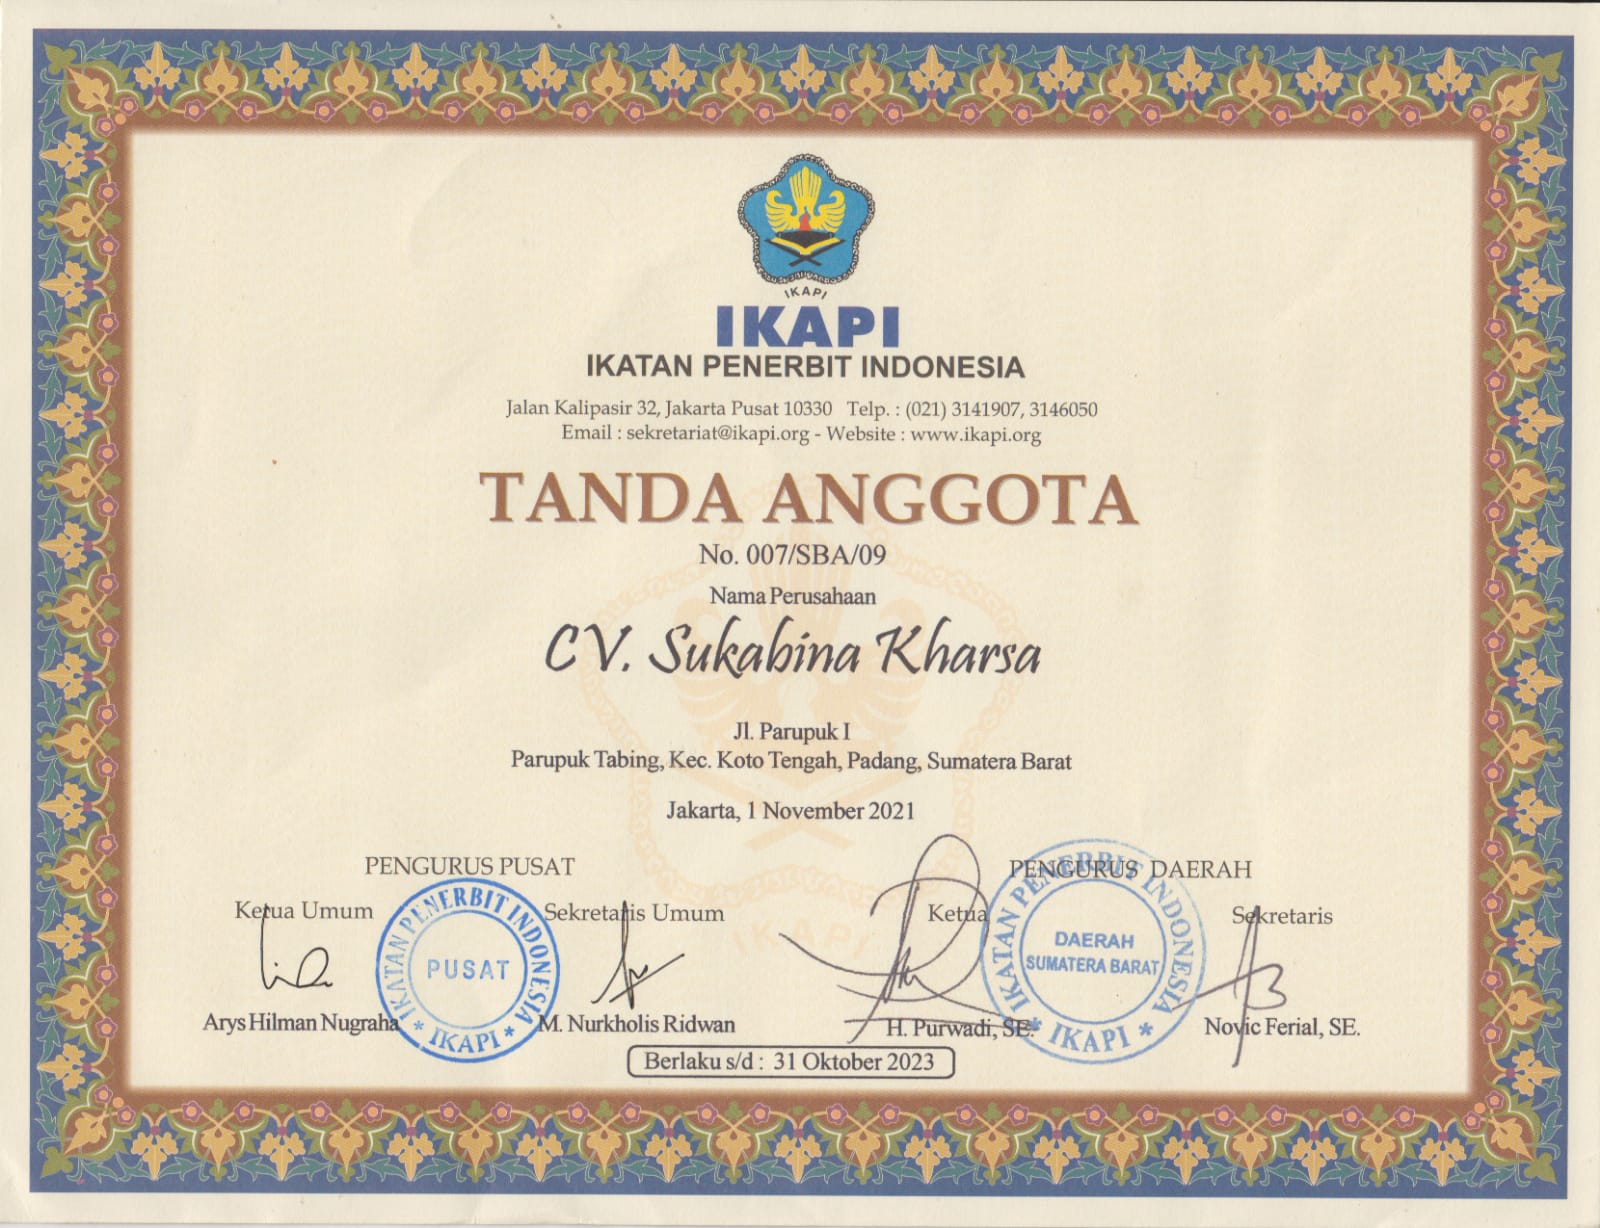 IKAPI
IKAPI
IKATAN PENERBIT INDONESIA
Jalan Kalipasir 32, Jakarta Pusat 10330 Telp. : (021) 3141907, 3146050
Email : sekretariat@ikapi.org - Website : www.ikapi.org
TANDA ANGGOTA
No. 007/SBA/09
Nama Perusahaan
CV. Sukabina Kharsa
Jl. Parupuk I
Parupuk Tabing, Kec. Koto Tengah, Padang, Sumatera Barat
Jakarta, 1 November 2021
PENGURUS PUSAT
PENGURUS DAERAH
Ketua Umum
Sekretaris Umum
Ketua
Sekretaris
IKATAN PENERBIT INDONESIA
PUSAT
* IKAPI *
IKATAN PENERBIT INDONESIA
DAERAH
SUMATERA BARAT
* IKAPI *
IKAPI
Arys Hilman Nugraha
M. Nurkholis Ridwan
H. Purwadi, SE.
Novic Ferial, SE.
Berlaku s/d : 31 Oktober 2023